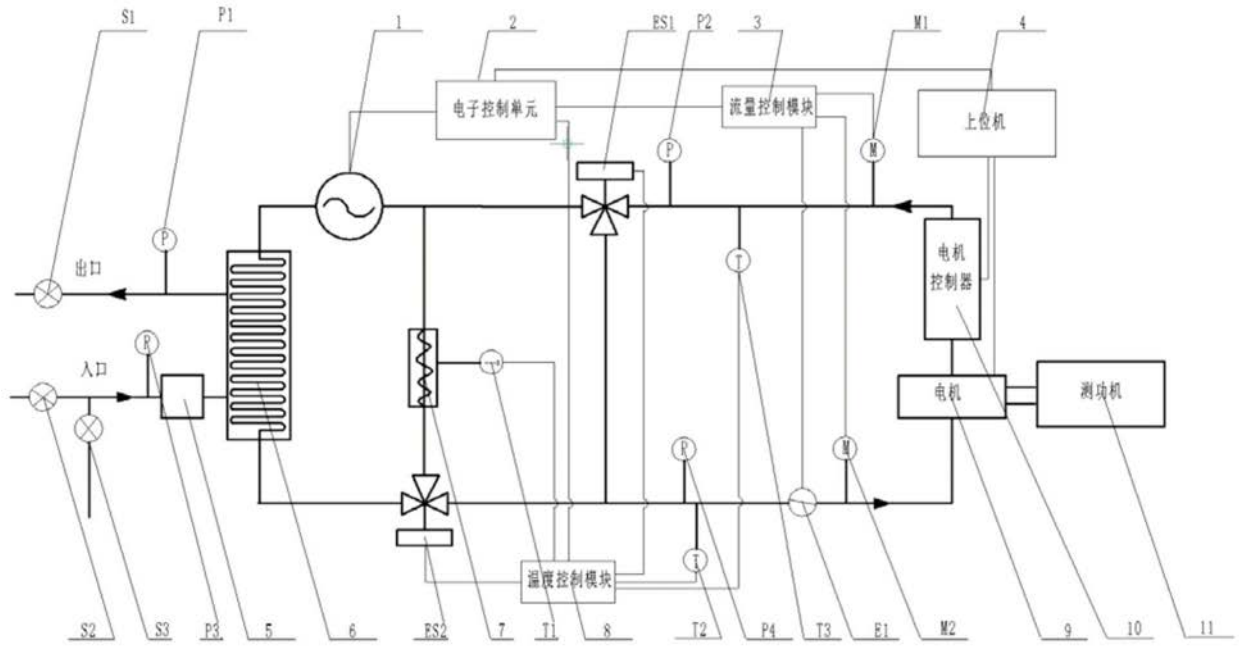 S1 P1 1 2 ES1 P2 3 M1 4
电子控制单元
流量控制模块
上位机
P
M
P
出口
T
电机
控制器
R
入口
电机
测功机
R
M
T
温度控制模块
S2 S3 P3 5 6 ES2 7 T1 8 T2 P4 T3 E1 M2 9 10 11